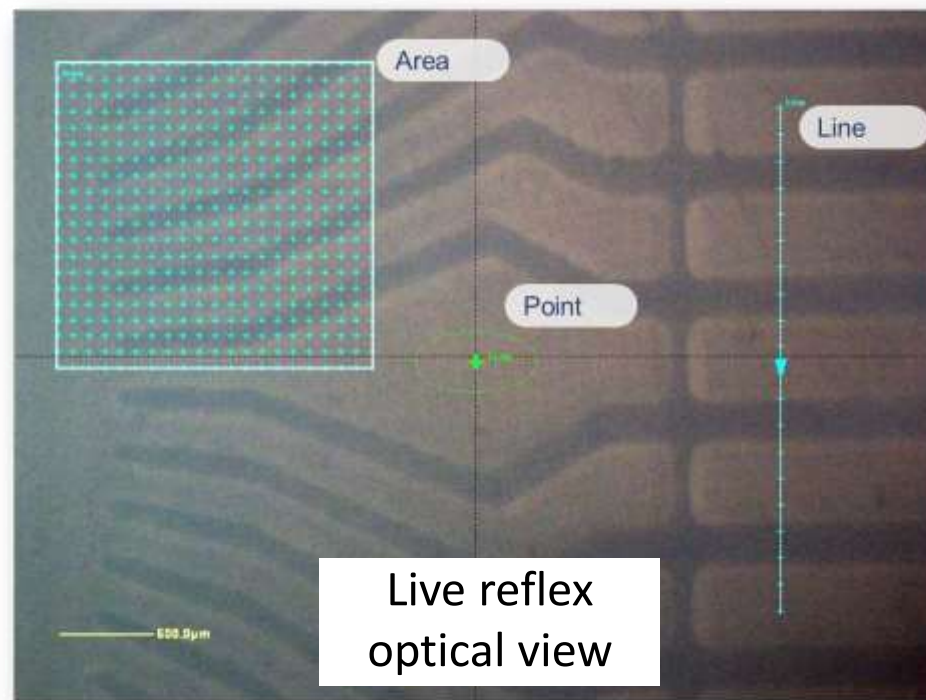 Area
Line
Point
500.0µm
Live reflex
optical view